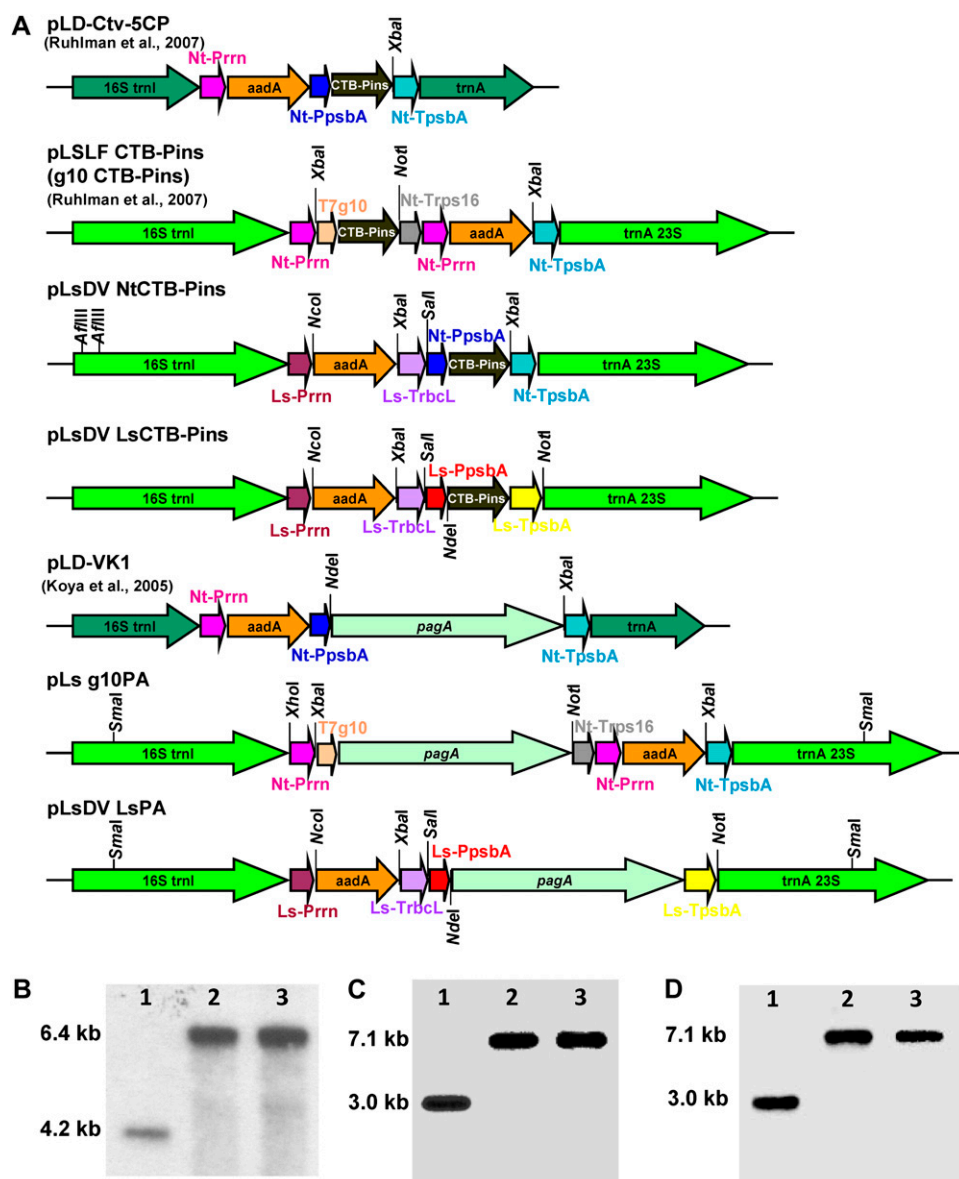 A
pLD-Ctv-5CP
(Ruhlman et al., 2007)
XbaI
Nt-Prrn
16S trnI
aadA
CTB-Pins
trnA
Nt-PpsbA
Nt-TpsbA
pLSLF CTB-Pins
(g10 CTB-Pins)
(Ruhlman et al., 2007)
XbaI
NotI
XbaI
T7g10
Nt-Trps16
16S trnI
CTB-Pins
aadA
trnA 23S
Nt-Prrn
Nt-Prrn
Nt-TpsbA
pLsDV NtCTB-Pins
AflII
AflII
NcoI
XbaI
SalI
XbaI
Nt-PpsbA
16S trnI
aadA
CTB-Pins
trnA 23S
Ls-Prrn
Ls-TrbcL
Nt-TpsbA
pLsDV LsCTB-Pins
NcoI
XbaI
SalI
NotI
Ls-PpsbA
16S trnI
aadA
CTB-Pins
trnA 23S
Ls-Prrn
Ls-TrbcL
NdeI
Ls-TpsbA
pLD-VK1
(Koya et al., 2005)
NdeI
XbaI
Nt-Prrn
16S trnI
aadA
pagA
trnA
Nt-PpsbA
Nt-TpsbA
pLs g10PA
SmaI
XhoI
XbaI
NotI
XbaI
SmaI
T7g10
Nt-Trps16
16S trnI
pagA
aadA
trnA 23S
Nt-Prrn
Nt-Prrn
Nt-TpsbA
pLsDV LsPA
SmaI
NcoI
XbaI
SalI
NotI
SmaI
Ls-PpsbA
16S trnI
aadA
pagA
trnA 23S
Ls-Prrn
Ls-TrbcL
NdeI
Ls-TpsbA
B
1 2 3
6.4 kb
4.2 kb
C
1 2 3
7.1 kb
3.0 kb
D
1 2 3
7.1 kb
3.0 kb